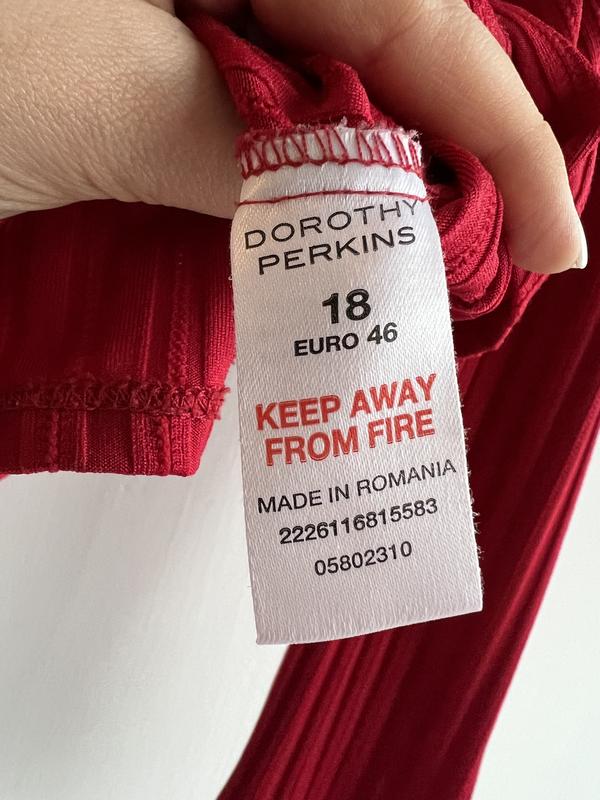 DOROTHY
PERKINS
18
EURO 46
KEEP AWAY
FROM FIRE
MADE IN ROMANIA
2226116815583
05802310